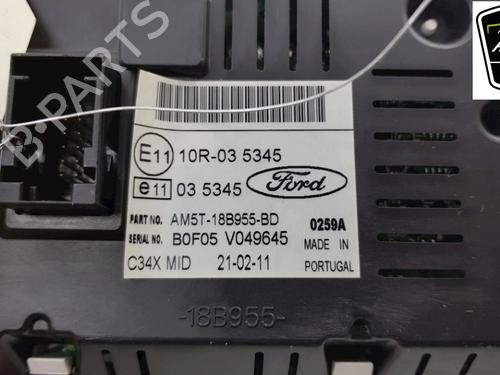 B-PARTS
E11 10R-03 5345
e11 03 5345 Ford
PART NO. AM5T-18B955-BD 0259A
SERIAL NO. B0F05 V049645 MADE IN
C34X MID 21-02-11 PORTUGAL
-18B955-